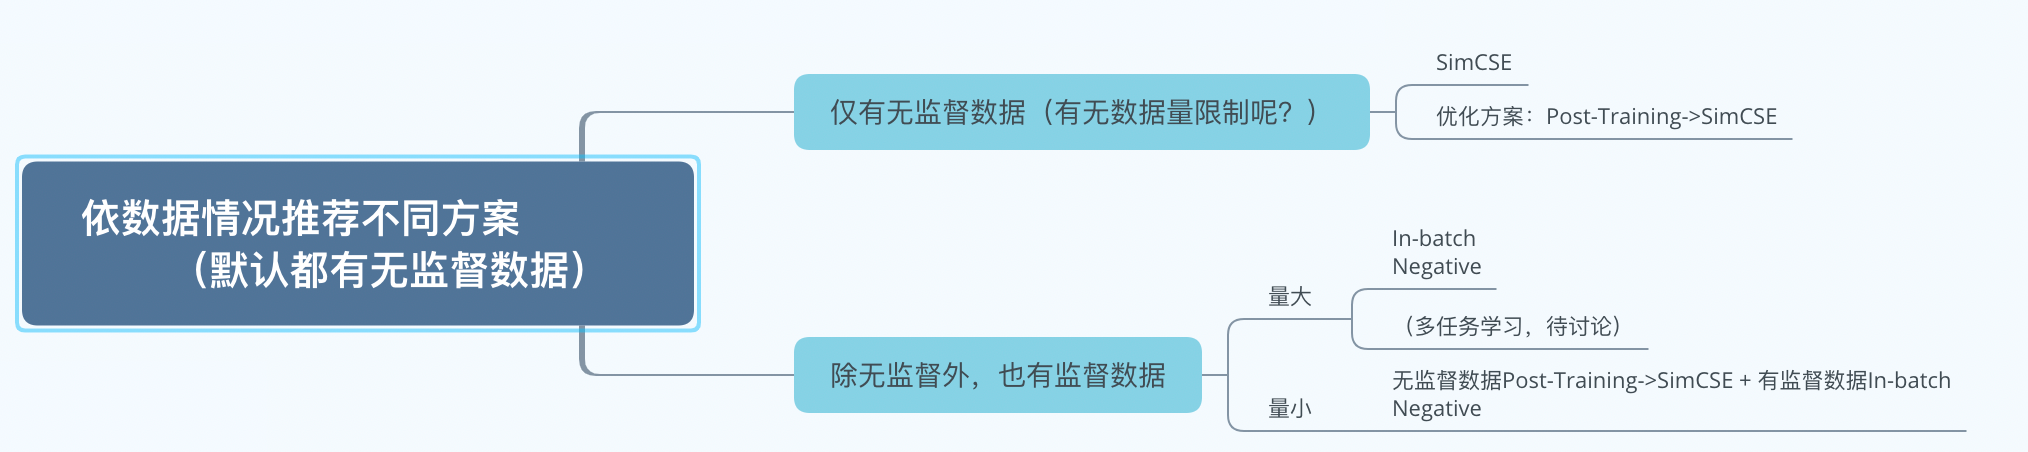 依数据情况推荐不同方案
（默认都有无监督数据）
仅有无监督数据（有无数据量限制呢？）
SimCSE
优化方案：Post-Training->SimCSE
除无监督外，也有监督数据
量大
In-batch
Negative
（多任务学习，待讨论）
量小
无监督数据Post-Training->SimCSE + 有监督数据In-batch
Negative